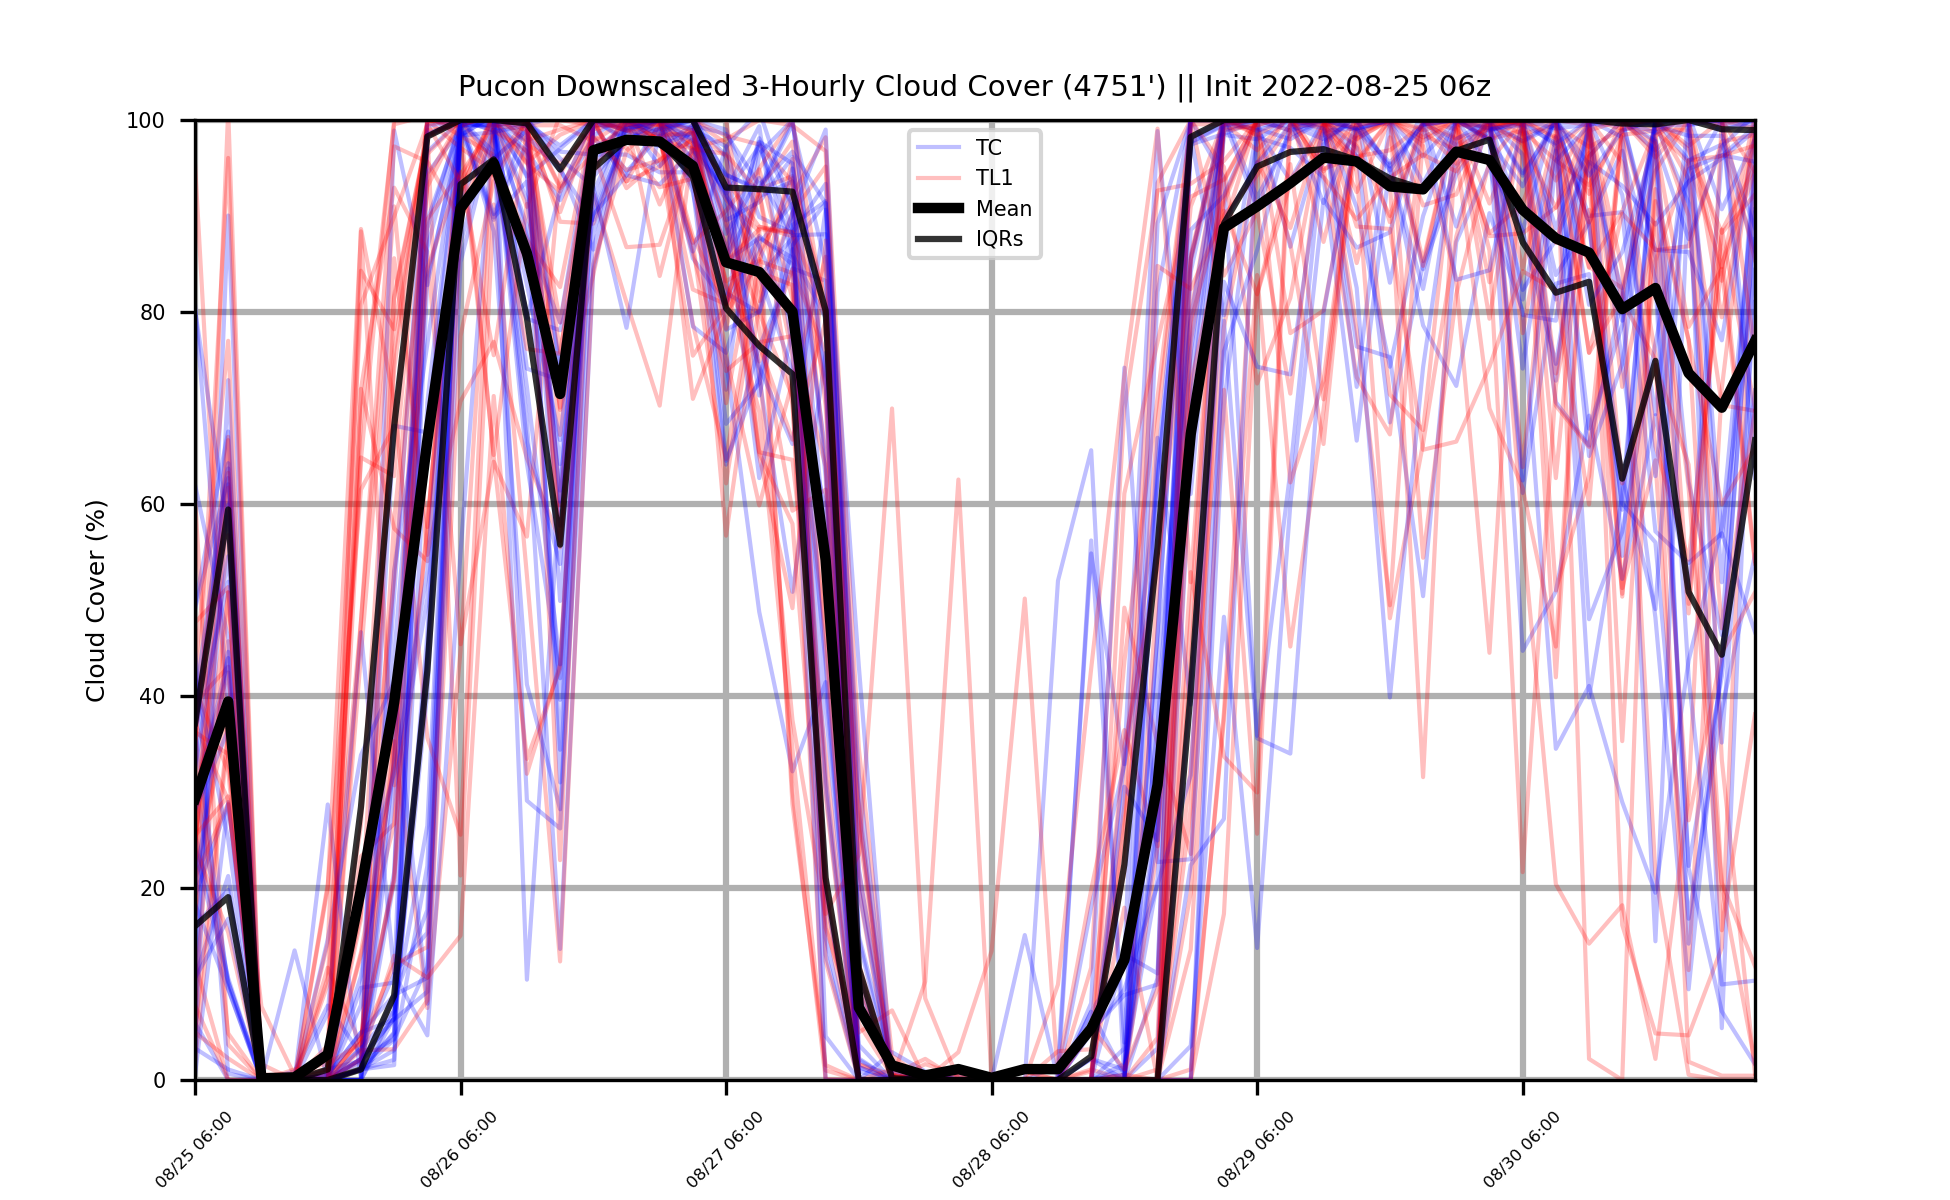 Pucon Downscaled 3-Hourly Cloud Cover (4751') || Init 2022-08-25 06z
TC
TL1
Mean
IQRs
Cloud Cover (%)
100
80
60
40
20
0
08/25 06:00
08/26 06:00
08/27 06:00
08/28 06:00
08/29 06:00
08/30 06:00